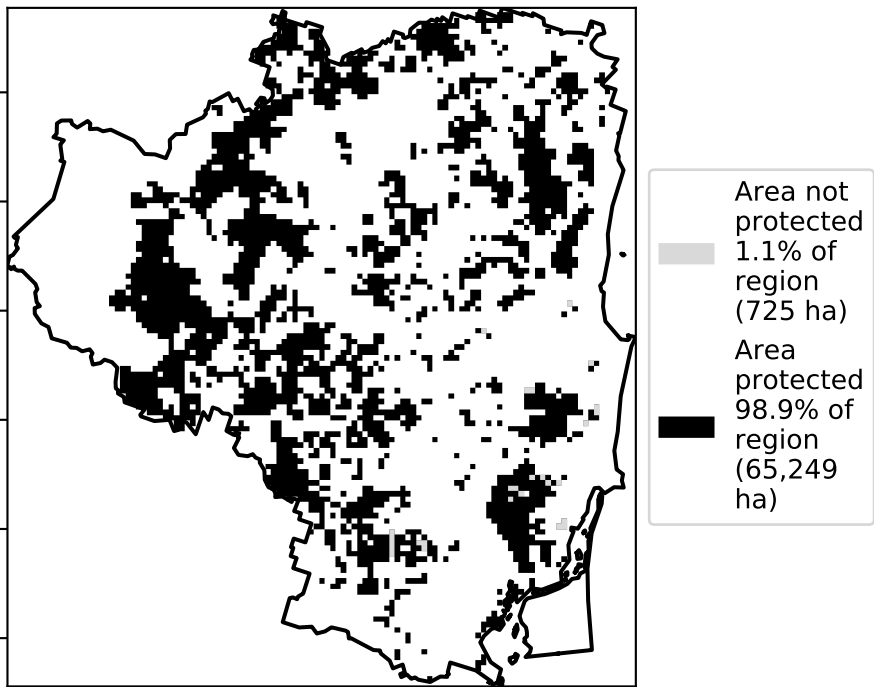 Area not
protected
1.1% of
region
(725 ha)
Area
protected
98.9% of
region
(65,249
ha)